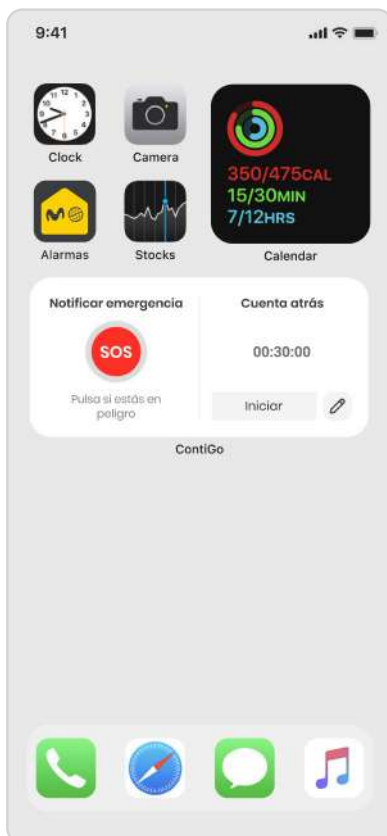 9:41
12
Clock
Camera
350/475CAL
15/30MIN
7/12HRS
Alarmas
Stocks
Calendar
Notificar emergencia
Cuenta atrás
SOS
00:30:00
Pulsa si estás en
peligro
Iniciar
ContiGo